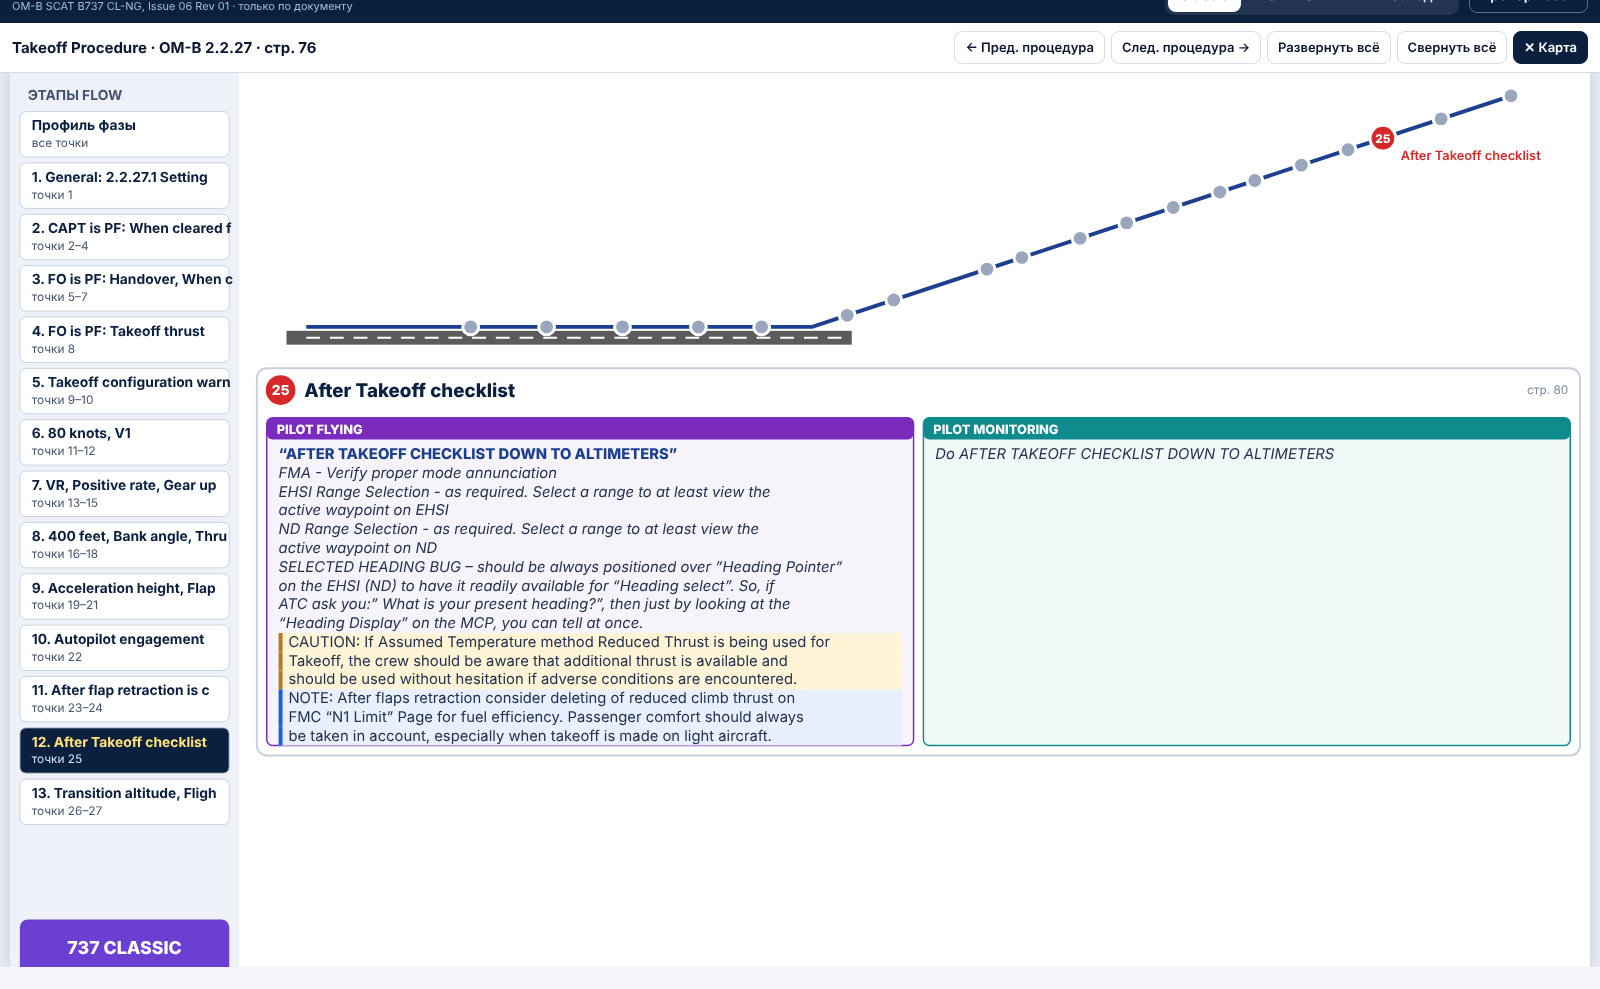 OM-B SCAT B737 CL-NG, Issue 06 Rev 01 · только по документу
Takeoff Procedure · OM-B 2.2.27 · стр. 76
← Пред. процедура
След. процедура →
Развернуть всё
Свернуть всё
✕ Карта
ЭТАПЫ FLOW
Профиль фазы
все точки
1. General: 2.2.27.1 Setting
точки 1
2. CAPT is PF: When cleared f
точки 2–4
3. FO is PF: Handover, When c
точки 5–7
4. FO is PF: Takeoff thrust
точки 8
5. Takeoff configuration warn
точки 9–10
6. 80 knots, V1
точки 11–12
7. VR, Positive rate, Gear up
точки 13–15
8. 400 feet, Bank angle, Thru
точки 16–18
9. Acceleration height, Flap
точки 19–21
10. Autopilot engagement
точки 22
11. After flap retraction is c
точки 23–24
12. After Takeoff checklist
точки 25
13. Transition altitude, Fligh
точки 26–27
737 CLASSIC
25
After Takeoff checklist
25 After Takeoff checklist
стр. 80
PILOT FLYING
“AFTER TAKEOFF CHECKLIST DOWN TO ALTIMETERS”
FMA - Verify proper mode annunciation
EHSI Range Selection - as required. Select a range to at least view the
active waypoint on EHSI
ND Range Selection - as required. Select a range to at least view the
active waypoint on ND
SELECTED HEADING BUG – should be always positioned over ”Heading Pointer”
on the EHSI (ND) to have it readily available for “Heading select”. So, if
ATC ask you:” What is your present heading?”, then just by looking at the
“Heading Display” on the MCP, you can tell at once.
CAUTION: If Assumed Temperature method Reduced Thrust is being used for
Takeoff, the crew should be aware that additional thrust is available and
should be used without hesitation if adverse conditions are encountered.
NOTE: After flaps retraction consider deleting of reduced climb thrust on
FMC “N1 Limit” Page for fuel efficiency. Passenger comfort should always
be taken in account, especially when takeoff is made on light aircraft.
PILOT MONITORING
Do AFTER TAKEOFF CHECKLIST DOWN TO ALTIMETERS